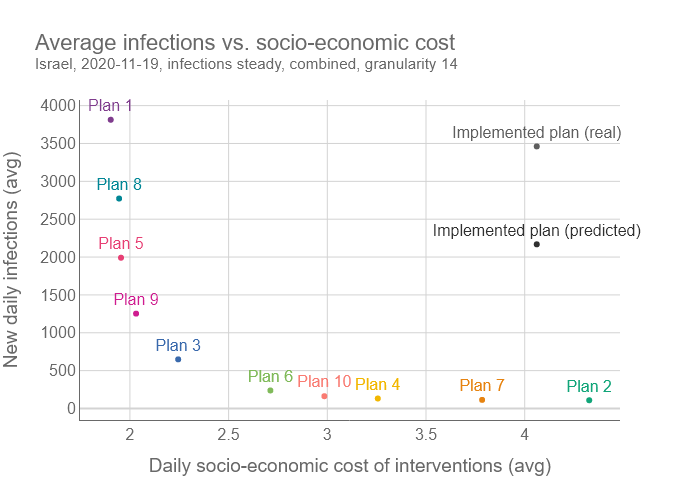 Average infections vs. socio-economic cost
Israel, 2020-11-19, infections steady, combined, granularity 14
New daily infections (avg)
4000
3500
3000
2500
2000
1500
1000
500
0
Plan 1
Implemented plan (real)
Plan 8
Implemented plan (predicted)
Plan 5
Plan 9
Plan 3
Plan 6
Plan 10
Plan 4
Plan 7
Plan 2
2
2.5
3
3.5
4
Daily socio-economic cost of interventions (avg)